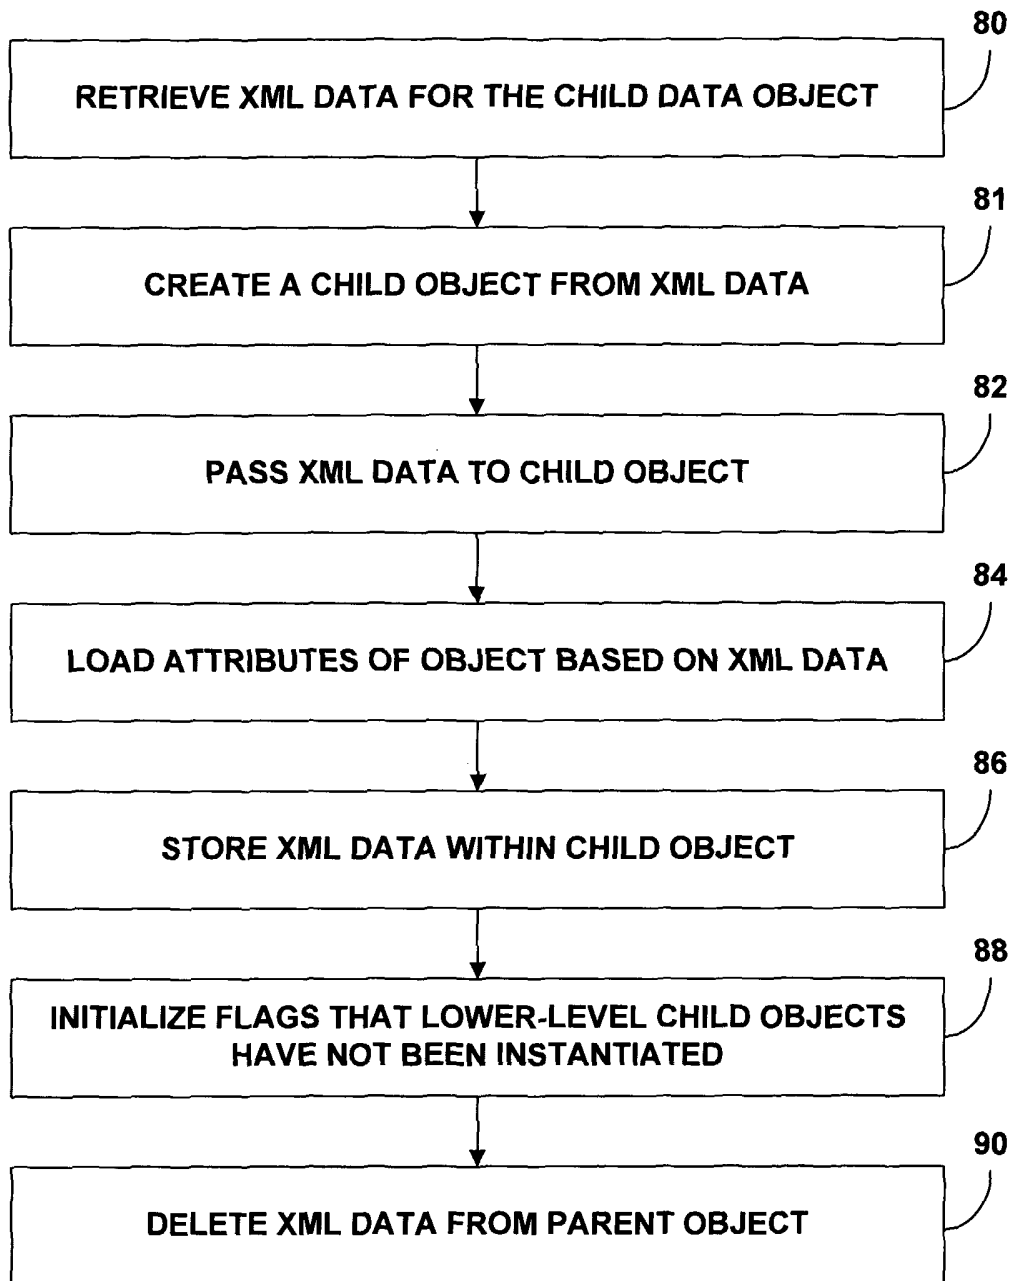 80
RETRIEVE XML DATA FOR THE CHILD DATA OBJECT
81
CREATE A CHILD OBJECT FROM XML DATA
82
PASS XML DATA TO CHILD OBJECT
84
LOAD ATTRIBUTES OF OBJECT BASED ON XML DATA
86
STORE XML DATA WITHIN CHILD OBJECT
88
INITIALIZE FLAGS THAT LOWER-LEVEL CHILD OBJECTS
HAVE NOT BEEN INSTANTIATED
90
DELETE XML DATA FROM PARENT OBJECT